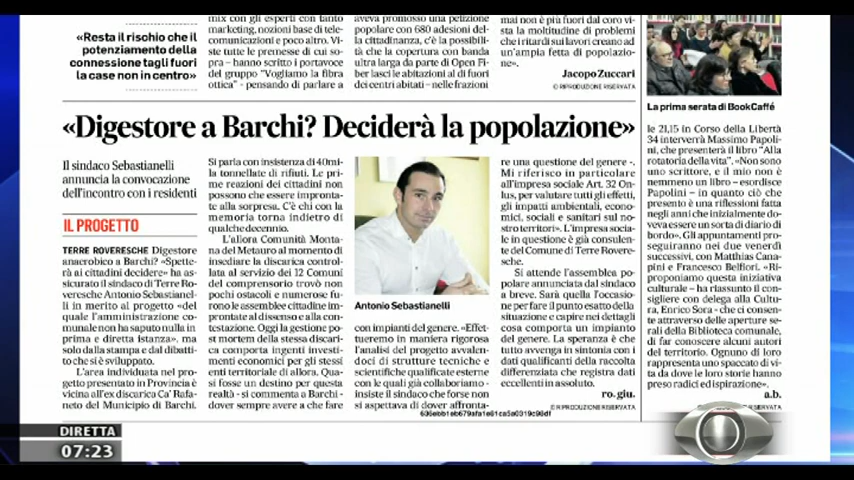 «Resta il rischio che il
potenziamento della
connessione tagli fuori
la case non in centro»
mix con gli esperti con tanto
marketing, nozioni base di tele-
comunicazioni e poco altro. Vi-
ste tutte le premesse di cui so-
pra – hanno scritto i portavoce
del gruppo "Vogliamo la fibra
ottica" - pensando di parlare a
aveva promosso una petizione
popolare con 680 adesioni del-
la cittadinanza, c'è la possibili-
tà che la copertura con banda
ultra larga da parte di Open Fi-
ber lasci le abitazioni al di fuori
dei centri abitati – nelle frazioni
mai non è più fuori dal coro vi-
sta la moltitudine di problemi
che i ritardi sui lavori creano ad
un'ampia fetta di popolazio-
ne».
Jacopo Zuccari
© RIPRODUZIONE RISERVATA
«Digestore a Barchi? Deciderà la popolazione»
Il sindaco Sebastianelli
annuncia la convocazione
dell'incontro con i residenti
IL PROGETTO
TERRE ROVERESCHE Digestore
anaerobico a Barchi? «Spette-
rà ai cittadini decidere» ha as-
sicurato il sindaco di Terre Ro-
veresche Antonio Sebastianel-
li in merito al progetto «del
quale l'amministrazione co-
munale non ha saputo nulla in
prima e diretta istanza». ma
solo dalla stampa e dal dibatti-
to che si è sviluppato.
L'area individuata nel pro-
getto presentato in Provincia è
vicina all'ex discarica Ca' Rafa-
neto del Municipio di Barchi.
Si parla con insistenza di 40mi-
la tonnellate di rifiuti. Le pri-
me reazioni dei cittadini non
possono che essere impronta-
te alla sorpresa. C'è chi con la
memoria torna indietro di
qualche decennio.
L'allora Comunità Monta-
na del Metauro al momento di
insediare la discarica control-
lata al servizio dei 12 Comuni
del comprensorio trovò non
pochi ostacoli e numerose fu-
rono le assemblee cittadine im-
prontate al dissenso e alla con-
testazione. Oggi la gestione po-
st mortem della stessa discari-
ca comporta ingenti investi-
menti economici per gli stessi
enti territoriale di allora. Qua-
si fosse un destino per questa
realtà - si commenta a Barchi -
dover sempre avere a che fare
Antonio Sebastianelli
con impianti del genere. «Effet-
tueremo in maniera rigorosa
l'analisi del progetto avvalen-
doci di strutture tecniche e
scientifiche qualificate esterne
con le quali già collaboriamo -
insiste il sindaco che forse non
si aspettava di dover affronta-
re una questione del genere -.
Mi riferisco in particolare
all'impresa sociale Art. 32 On-
lus, per valutare tutti gli effetti,
gli impatti ambientali, econo-
mici, sociali e sanitari sul no-
stro territori». L'impresa socia-
le in questione è già consulen-
te del Comune di Terre Rove-
resche.
Si attende l'assemblea po-
polare annunciata dal sindaco
a breve. Sarà quella l'occasio-
ne per fare il punto esatto della
situazione e capire nei dettagli
cosa comporta un impianto
del genere. La speranza è che
tutto avvenga in sintonia con i
dati qualificanti della raccolta
differenziata che registra dati
eccellenti in assoluto.
ro. giu.
© RIPRODUZIONE RISERVATA
La prima serata di BookCaffé
le 21,15 in Corso della Libertà
34 interverrà Massimo Papoli-
ni, che presenterà il libro "Alla
rotatoria della vita". «Non sono
uno scrittore, e il mio non è
nemmeno un libro – esordisce
Papolini – in quanto ciò che
presento è una riflessioni fatta
negli anni che inizialmente do-
veva essere un sorta di diario di
bordo». Gli appuntamenti pro-
seguiranno nei due venerdì
successivi, con Matthias Cana-
pini e Francesco Belfiori. «Ri-
proponiamo questa iniziativa
culturale – ha riassunto il con-
sigliere con delega alla Cultu-
ra, Enrico Sora - che ci consen-
te attraverso delle aperture se-
rali della Biblioteca comunale,
di far conoscere alcuni autori
del territorio. Ognuno di loro
rappresenta uno spaccato di vi-
ta da dove le loro storie hanno
preso radici ed ispirazione».
a.b.
DIRETTA
07:23